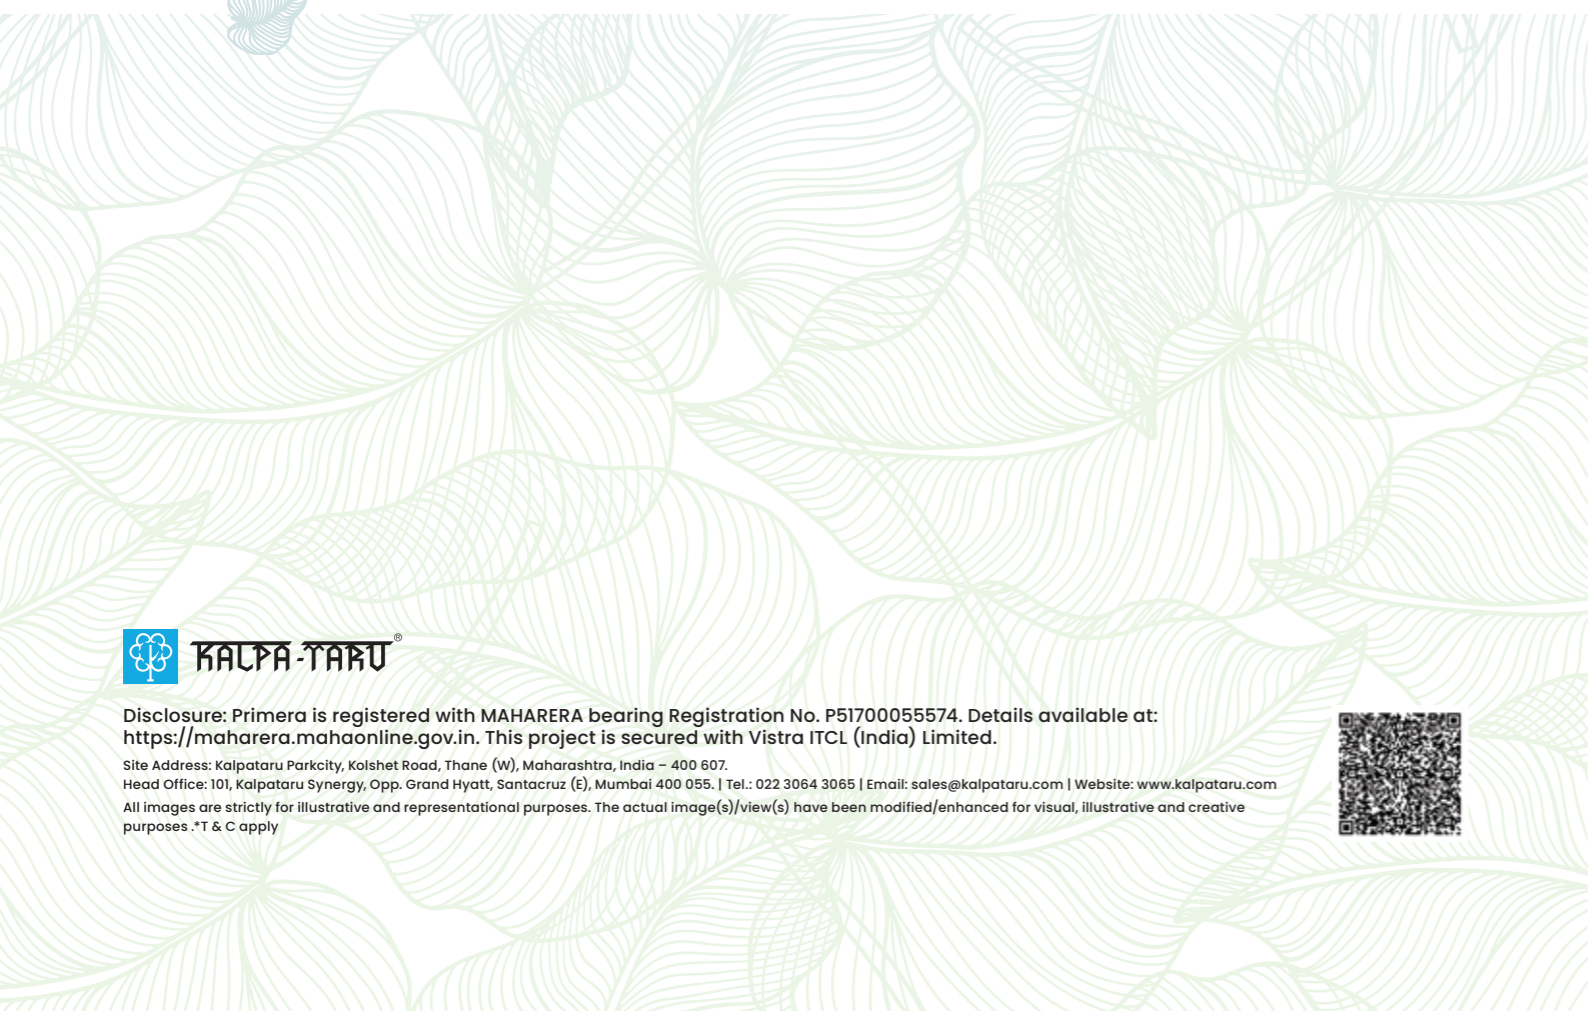 KALPA-TARU®
Disclosure: Primera is registered with MAHARERA bearing Registration No. P51700055574. Details available at:
https://maharera.mahaonline.gov.in. This project is secured with Vistra ITCL (India) Limited.
Site Address: Kalpataru Parkcity, Kolshet Road, Thane (W), Maharashtra, India – 400 607.
Head Office: 101, Kalpataru Synergy, Opp. Grand Hyatt, Santacruz (E), Mumbai 400 055. | Tel.: 022 3064 3065 | Email: sales@kalpataru.com | Website: www.kalpataru.com
All images are strictly for illustrative and representational purposes. The actual image(s)/view(s) have been modified/enhanced for visual, illustrative and creative
purposes .*T & C apply